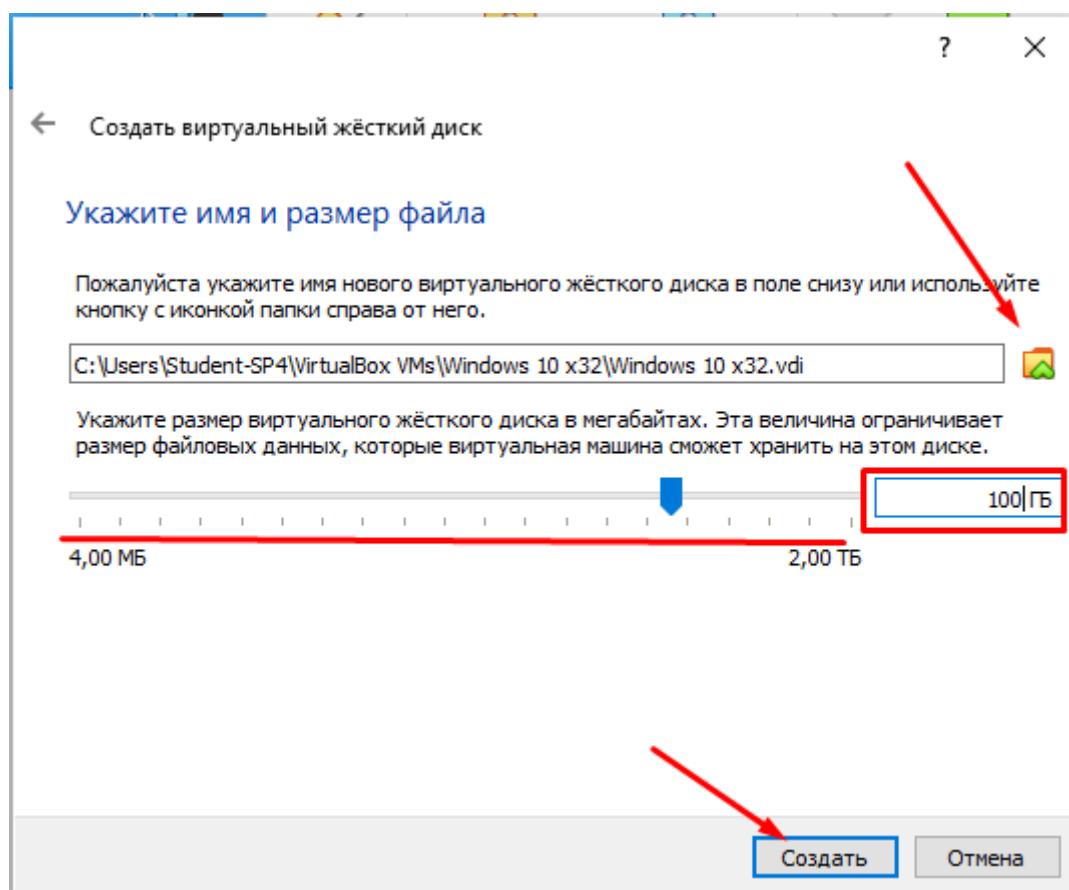 ?
Создать виртуальный жёсткий диск
Укажите имя и размер файла
Пожалуйста укажите имя нового виртуального жёсткого диска в поле снизу или используйте
кнопку с иконкой папки справа от него.
C:\Users\Student-SP4\VirtualBox VMs\Windows 10 x32\Windows 10 x32.vdi
Укажите размер виртуального жёсткого диска в мегабайтах. Эта величина ограничивает
размер файловых данных, которые виртуальная машина сможет хранить на этом диске.
100 ГБ
4,00 МБ 2,00 ТБ
Создать Отмена